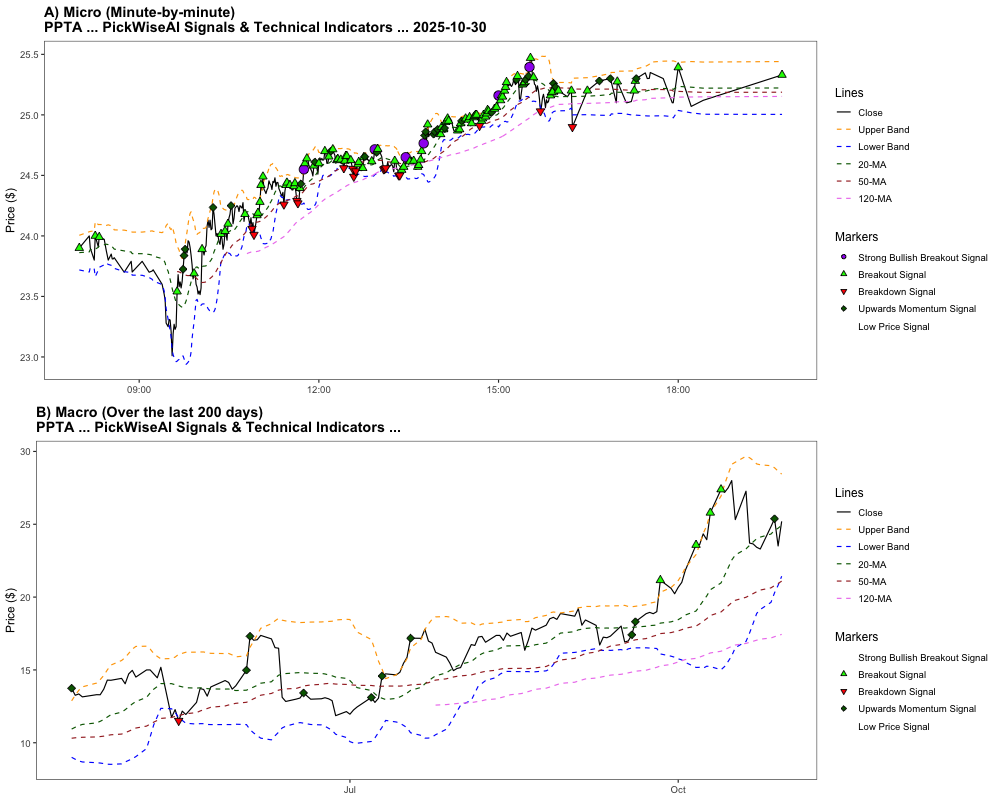 A) Micro (Minute-by-minute)
PPTA ... PickWiseAI Signals & Technical Indicators ... 2025-10-30
Price ($)
25.5
25.0
24.5
24.0
23.5
23.0
09:00
12:00
15:00
18:00
Lines
Close
Upper Band
Lower Band
20-MA
50-MA
120-MA
Markers
Strong Bullish Breakout Signal
Breakout Signal
Breakdown Signal
Upwards Momentum Signal
Low Price Signal
B) Macro (Over the last 200 days)
PPTA ... PickWiseAI Signals & Technical Indicators ...
Price ($)
30
25
20
15
10
Jul
Oct
Lines
Close
Upper Band
Lower Band
20-MA
50-MA
120-MA
Markers
Strong Bullish Breakout Signal
Breakout Signal
Breakdown Signal
Upwards Momentum Signal
Low Price Signal